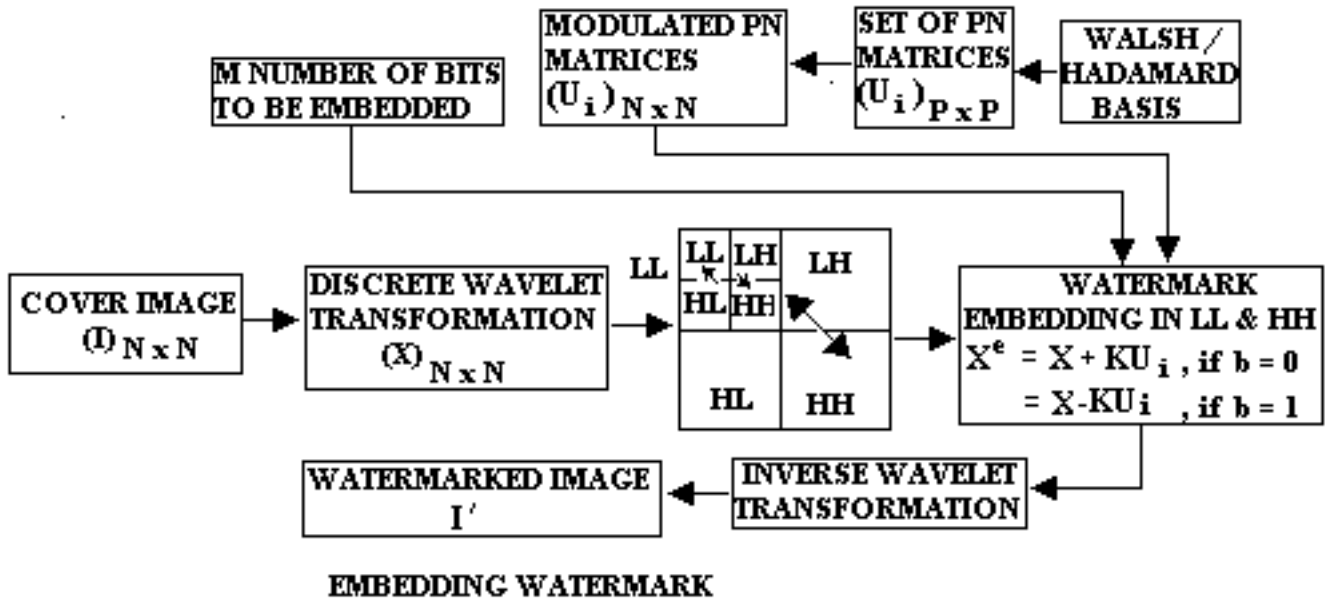 M NUMBER OF BITS
TO BE EMBEDDED
MODULATED PN
MATRICES
(U i) N x N
SET OF PN
MATRICES
(U i) P x P
WALSH /
HADAMARD
BASIS
COVER IMAGE
(I) N x N
DISCRETE WAVELET
TRANSFORMATION
(X) N x N
LL
LL LH
HL HH
LH
HL HH
WATERMARK
EMBEDDING IN LL & HH
X^e = X + KU i , if b = 0
= X-KU i , if b = 1
WATERMARKED IMAGE
I'
INVERSE WAVELET
TRANSFORMATION
EMBEDDING WATERMARK